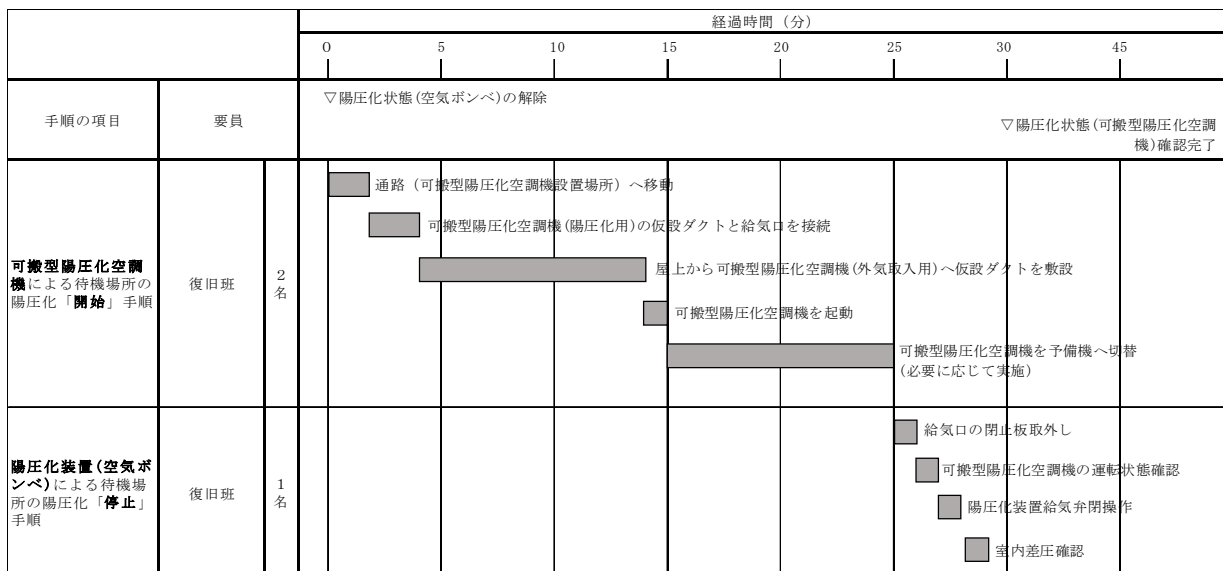 経過時間（分）
0 5 10 15 20 25 30 45
手順の項目
要員
▽陽圧化状態(空気ボンベ)の解除
▽陽圧化状態(可搬型陽圧化空調
機)確認完了
可搬型陽圧化空調
機による待機場所の
陽圧化「開始」手順
復旧班
2
名
通路（可搬型陽圧化空調機設置場所）へ移動
可搬型陽圧化空調機(陽圧化用)の仮設ダクトと給気口を接続
屋上から可搬型陽圧化空調機(外気取入用)へ仮設ダクトを敷設
可搬型陽圧化空調機を起動
可搬型陽圧化空調機を予備機へ切替
(必要に応じて実施)
陽圧化装置(空気ボ
ンベ)による待機場
所の陽圧化「停止」
手順
復旧班
1
名
給気口の閉止板取外し
可搬型陽圧化空調機の運転状態確認
陽圧化装置給気弁閉操作
室内差圧確認